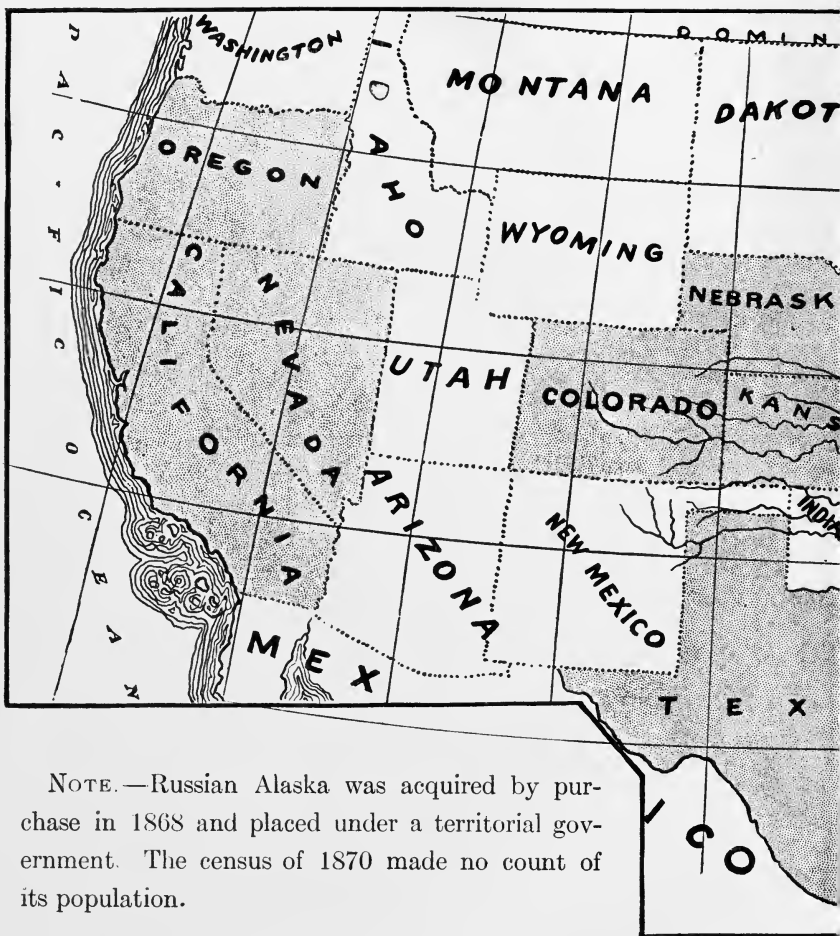 DOMIN
WASHINGTON
IDAHO
MONTANA
DAKOT
OREGON
WYOMING
NEBRASK
CALIFORNIA
NEVADA
UTAH
COLORADO
KANS
ARIZONA
NEW MEXICO
INDIA
PACIFIC OCEAN
MEX
TEX
ICO
NOTE.—Russian Alaska was acquired by pur-
chase in 1868 and placed under a territorial gov-
ernment. The census of 1870 made no count of
its population.